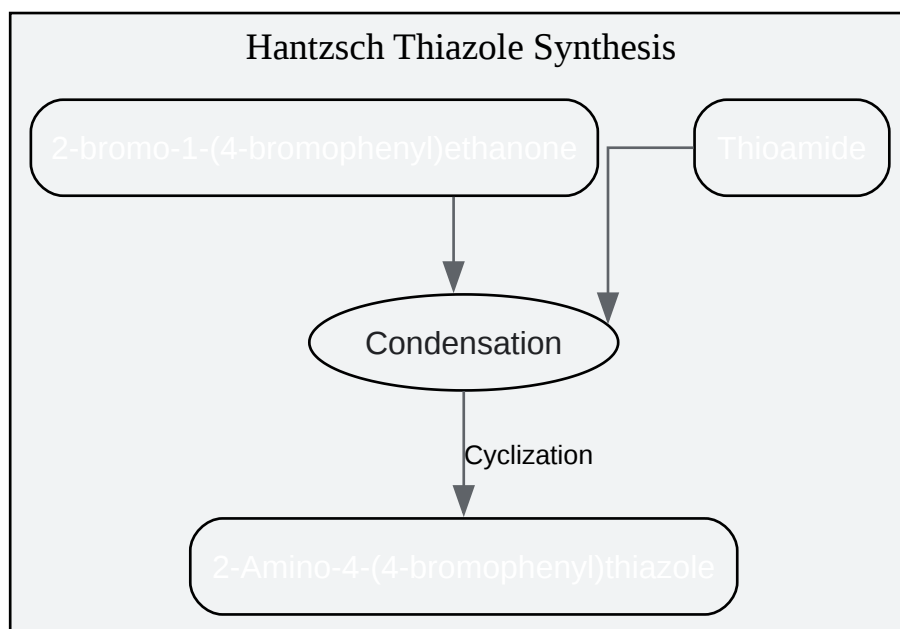 Hantzsch Thiazole Synthesis
2-bromo-1-(4-bromophenyl)ethanone
Thioamide
Condensation
Cyclization
2-Amino-4-(4-bromophenyl)thiazole